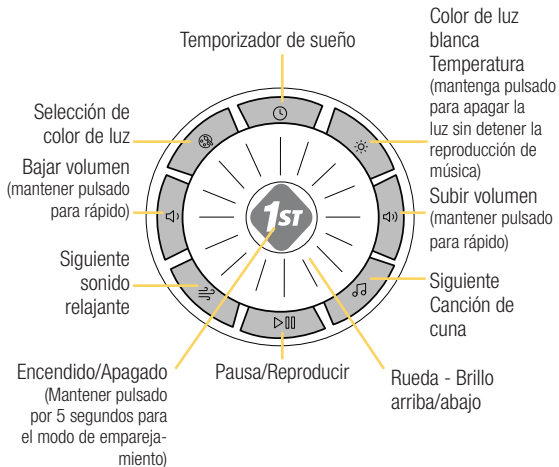 Temporizador de sueño
Color de luz
blanca
Temperatura
(mantenga pulsado
para apagar la
luz sin detener la
reproducción de
música)
Selección de
color de luz
Bajar volumen
(mantener pulsado
para rápido)
Subir volumen
(mantener pulsado
para rápido)
1ST
Siguiente
sonido
relajante
Siguiente
Canción de
cuna
Encendido/Apagado
(Mantener pulsado
por 5 segundos para
el modo de empareja-
miento)
Pausa/Reproducir
Rueda - Brillo
arriba/abajo